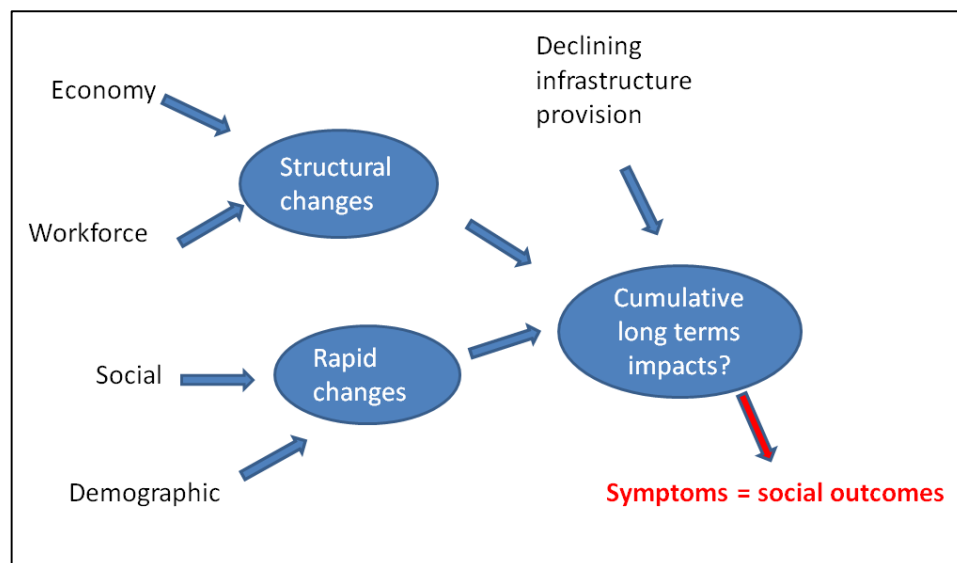 Economy
Workforce
Structural
changes
Declining
infrastructure
provision
Social
Demographic
Rapid
changes
Cumulative
long terms
impacts?
Symptoms = social outcomes